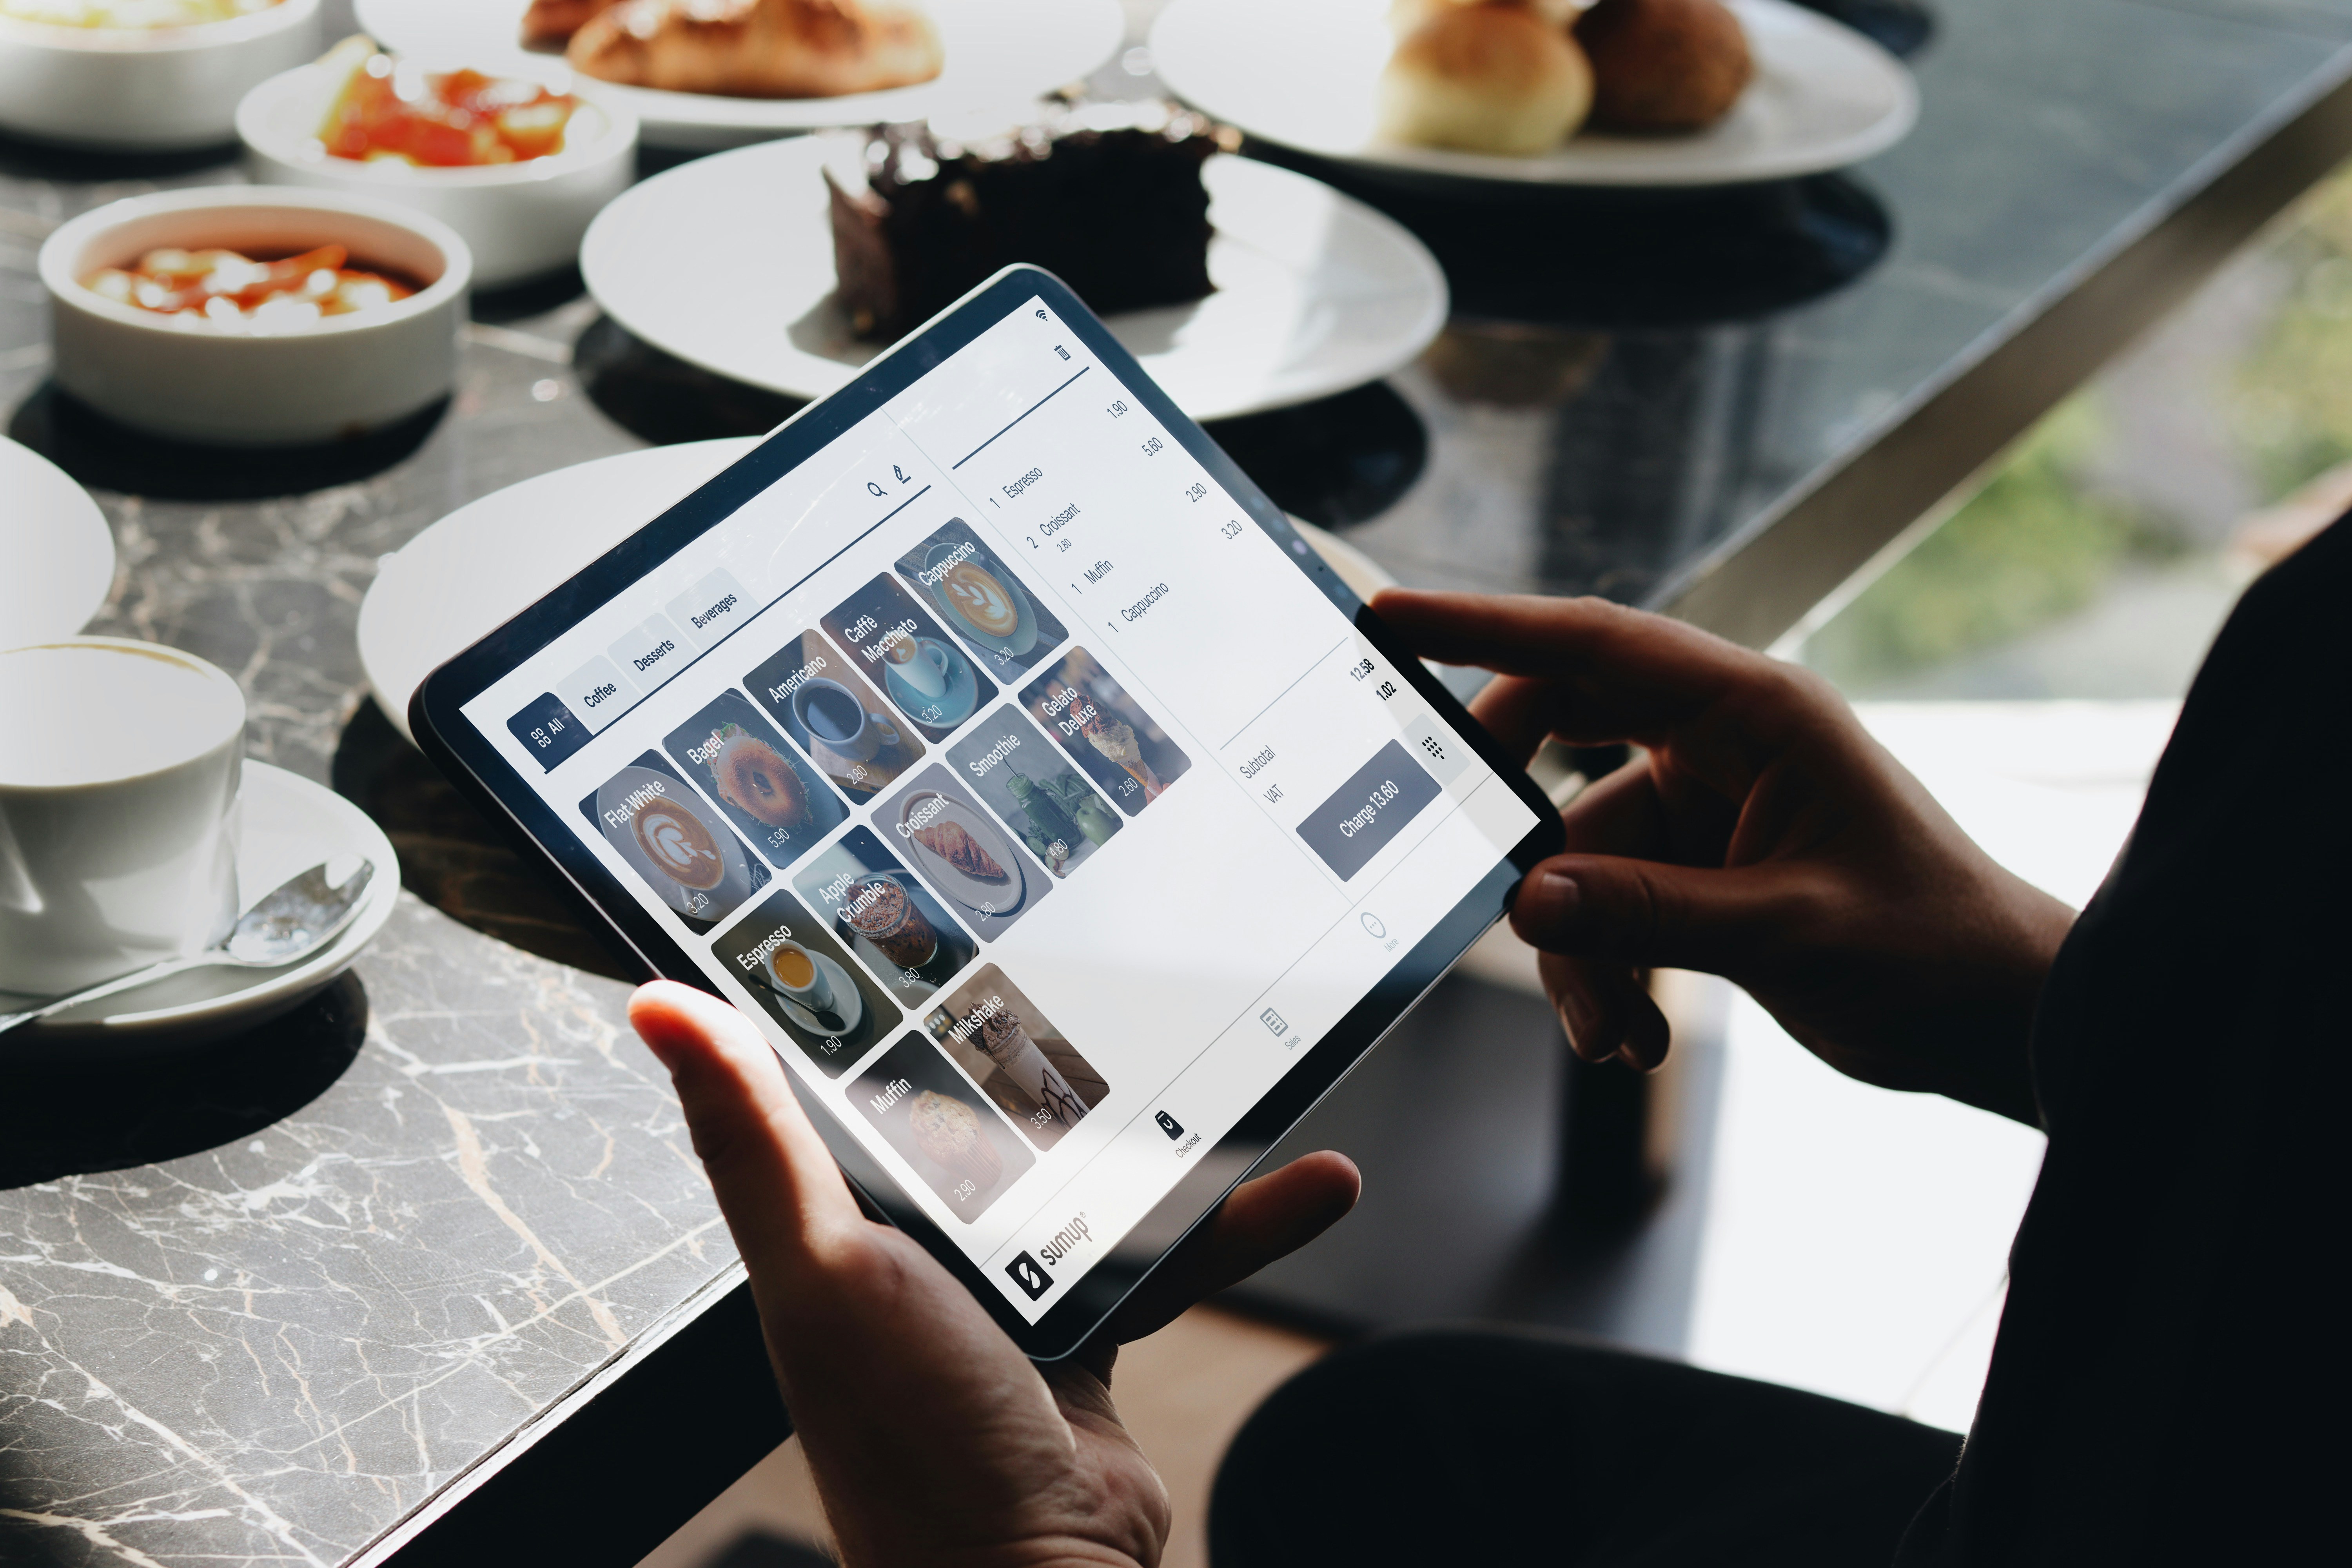 All
Coffee
Desserts
Beverages
Flat White
3.20
Bagel
5.90
Americano
2.80
Caffè
Macchiato
3.20
Cappuccino
3.20
Espresso
1.90
Apple
Crumble
3.80
Croissant
2.80
Smoothie
4.80
Gelato
Deluxe
2.60
Muffin
2.90
Milkshake
3.50
1 Espresso 1.90
2 Croissant 5.60
2.80
1 Muffin 2.90
1 Cappuccino 3.20
Subtotal 12.58
VAT 1.02
Charge 13.60
sumup®
Checkout
Sales
More